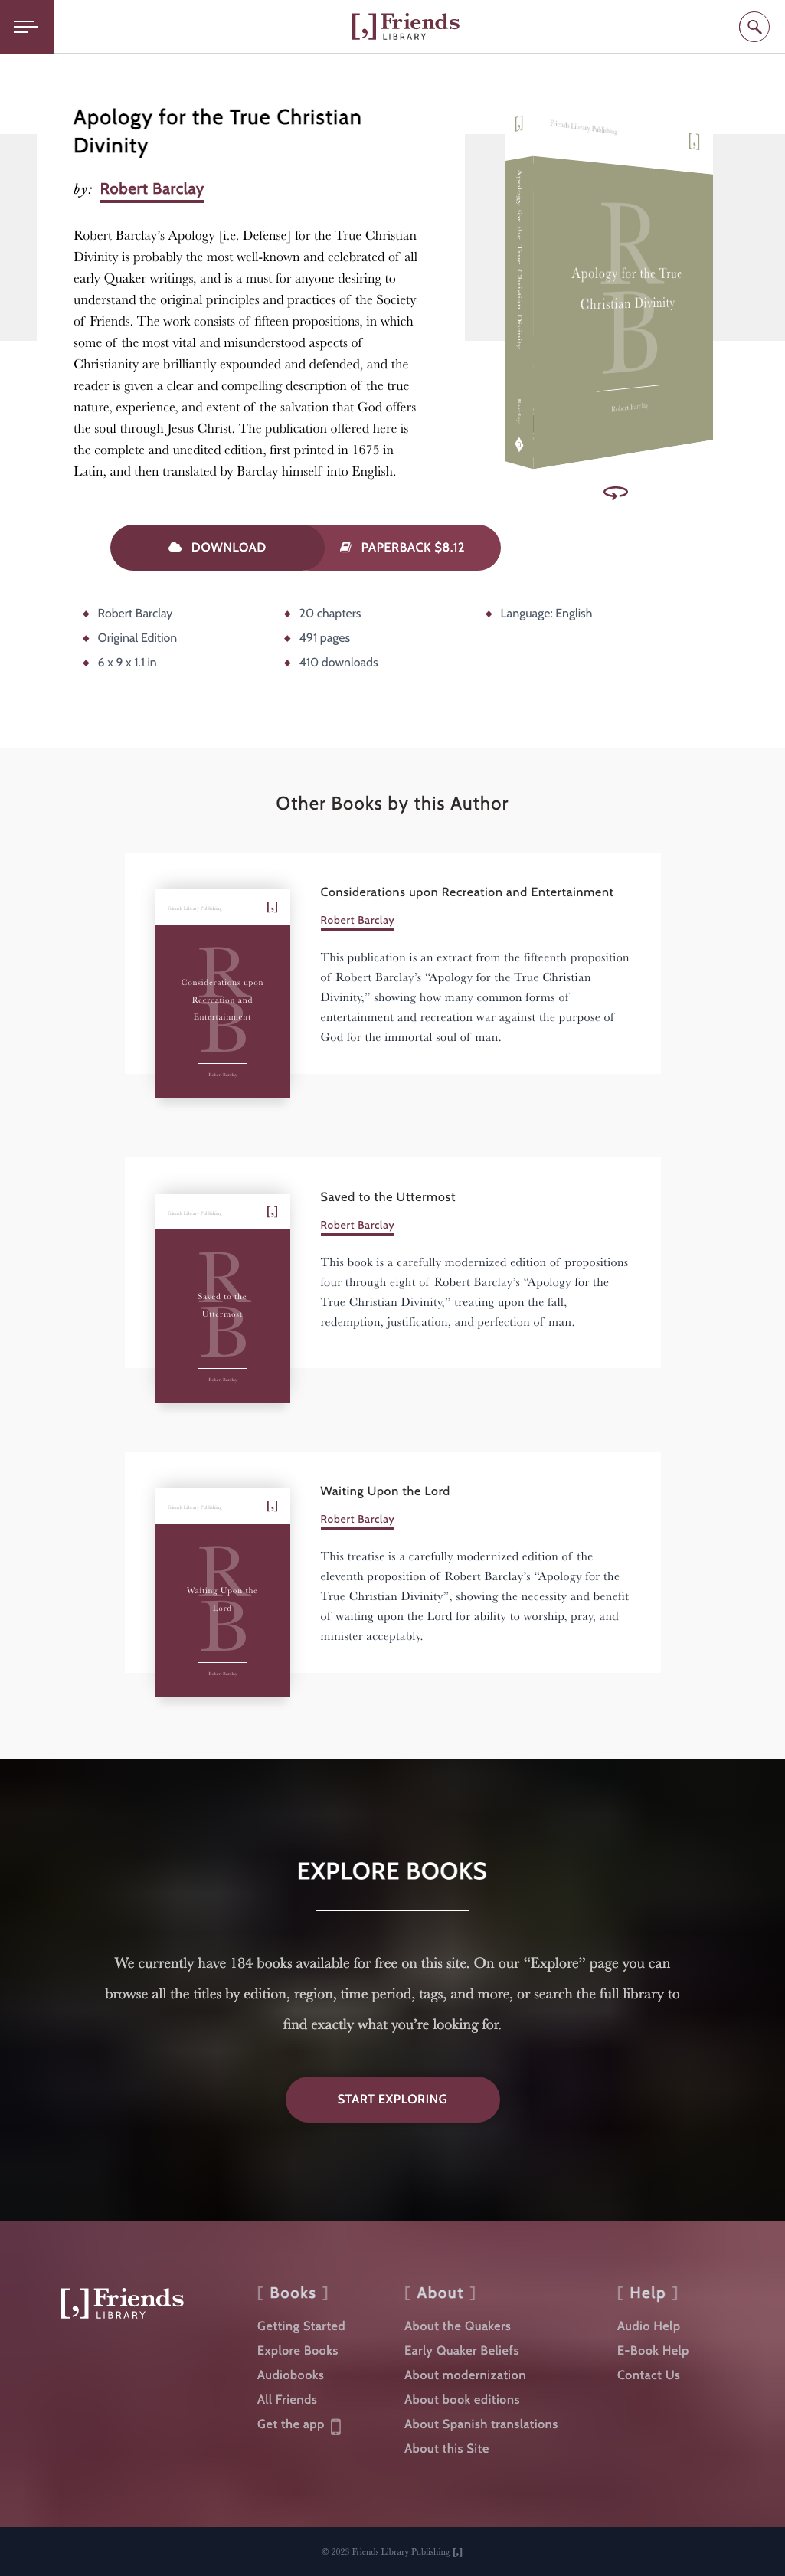 [,] Friends
LIBRARY
Apology for the True Christian
Divinity
by: Robert Barclay
Robert Barclay’s Apology [i.e. Defense] for the True Christian
Divinity is probably the most well-known and celebrated of all
early Quaker writings, and is a must for anyone desiring to
understand the original principles and practices of the Society
of Friends. The work consists of fifteen propositions, in which
some of the most vital and misunderstood aspects of
Christianity are brilliantly expounded and defended, and the
reader is given a clear and compelling description of the true
nature, experience, and extent of the salvation that God offers
the soul through Jesus Christ. The publication offered here is
the complete and unedited edition, first printed in 1675 in
Latin, and then translated by Barclay himself into English.
[,]
Friends Library Publishing
[,]
Apology for the True Christian Divinity
Barclay
R
B
Apology for the True
Christian Divinity
Robert Barclay
DOWNLOAD
PAPERBACK $8.12
Robert Barclay
Original Edition
6 x 9 x 1.1 in
20 chapters
491 pages
410 downloads
Language: English
Other Books by this Author
Friends Library Publishing
[,]
R
B
Considerations upon
Recreation and
Entertainment
Robert Barclay
Considerations upon Recreation and Entertainment
Robert Barclay
This publication is an extract from the fifteenth proposition
of Robert Barclay’s “Apology for the True Christian
Divinity,” showing how many common forms of
entertainment and recreation war against the purpose of
God for the immortal soul of man.
Friends Library Publishing
[,]
R
B
Saved to the
Uttermost
Robert Barclay
Saved to the Uttermost
Robert Barclay
This book is a carefully modernized edition of propositions
four through eight of Robert Barclay’s “Apology for the
True Christian Divinity,” treating upon the fall,
redemption, justification, and perfection of man.
Friends Library Publishing
[,]
R
B
Waiting Upon the
Lord
Robert Barclay
Waiting Upon the Lord
Robert Barclay
This treatise is a carefully modernized edition of the
eleventh proposition of Robert Barclay’s “Apology for the
True Christian Divinity”, showing the necessity and benefit
of waiting upon the Lord for ability to worship, pray, and
minister acceptably.
EXPLORE BOOKS
We currently have 184 books available for free on this site. On our “Explore” page you can
browse all the titles by edition, region, time period, tags, and more, or search the full library to
find exactly what you’re looking for.
START EXPLORING
[,] Friends
LIBRARY
[ Books ]
Getting Started
Explore Books
Audiobooks
All Friends
Get the app
[ About ]
About the Quakers
Early Quaker Beliefs
About modernization
About book editions
About Spanish translations
About this Site
[ Help ]
Audio Help
E-Book Help
Contact Us
© 2023 Friends Library Publishing [,]